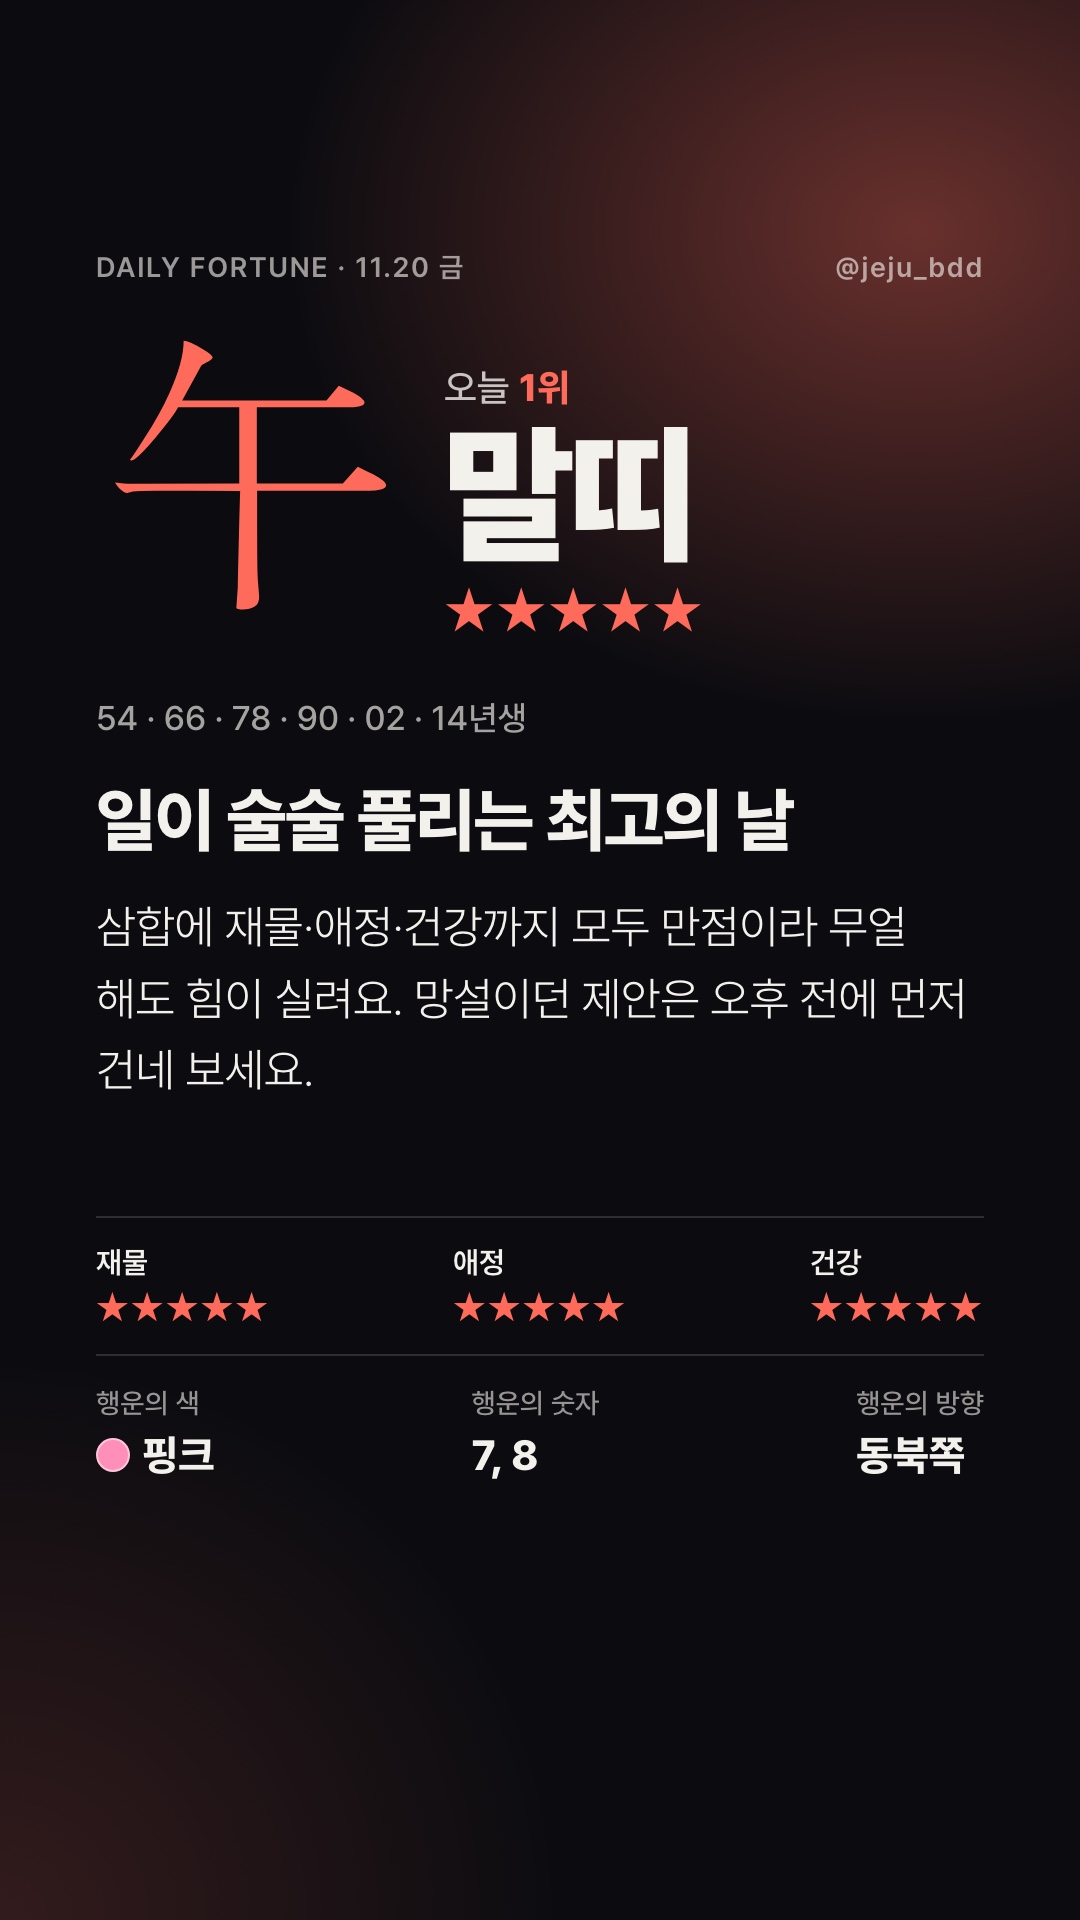 DAILY FORTUNE · 11.20 금
@jeju_bdd
午
오늘 1위
말띠
★★★★★
54 · 66 · 78 · 90 · 02 · 14년생
일이 술술 풀리는 최고의 날
삼합에 재물·애정·건강까지 모두 만점이라 무얼
해도 힘이 실려요. 망설이던 제안은 오후 전에 먼저
건네 보세요.
재물
★★★★★
애정
★★★★★
건강
★★★★★
행운의 색
핑크
행운의 숫자
7, 8
행운의 방향
동북쪽